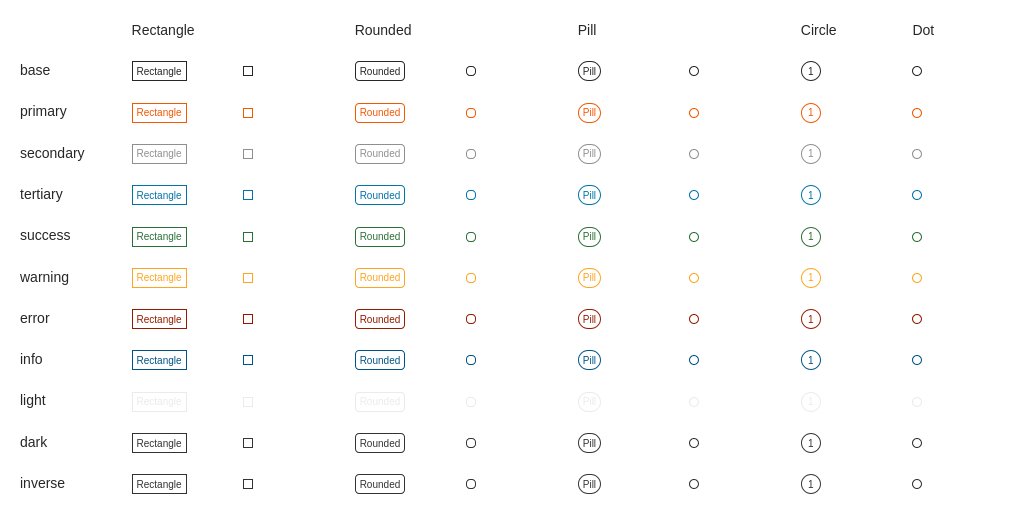 Rectangle Rounded Pill Circle Dot
base Rectangle Rounded Pill 1
primary Rectangle Rounded Pill 1
secondary Rectangle Rounded Pill 1
tertiary Rectangle Rounded Pill 1
success Rectangle Rounded Pill 1
warning Rectangle Rounded Pill 1
error Rectangle Rounded Pill 1
info Rectangle Rounded Pill 1
light Rectangle Rounded Pill 1
dark Rectangle Rounded Pill 1
inverse Rectangle Rounded Pill 1